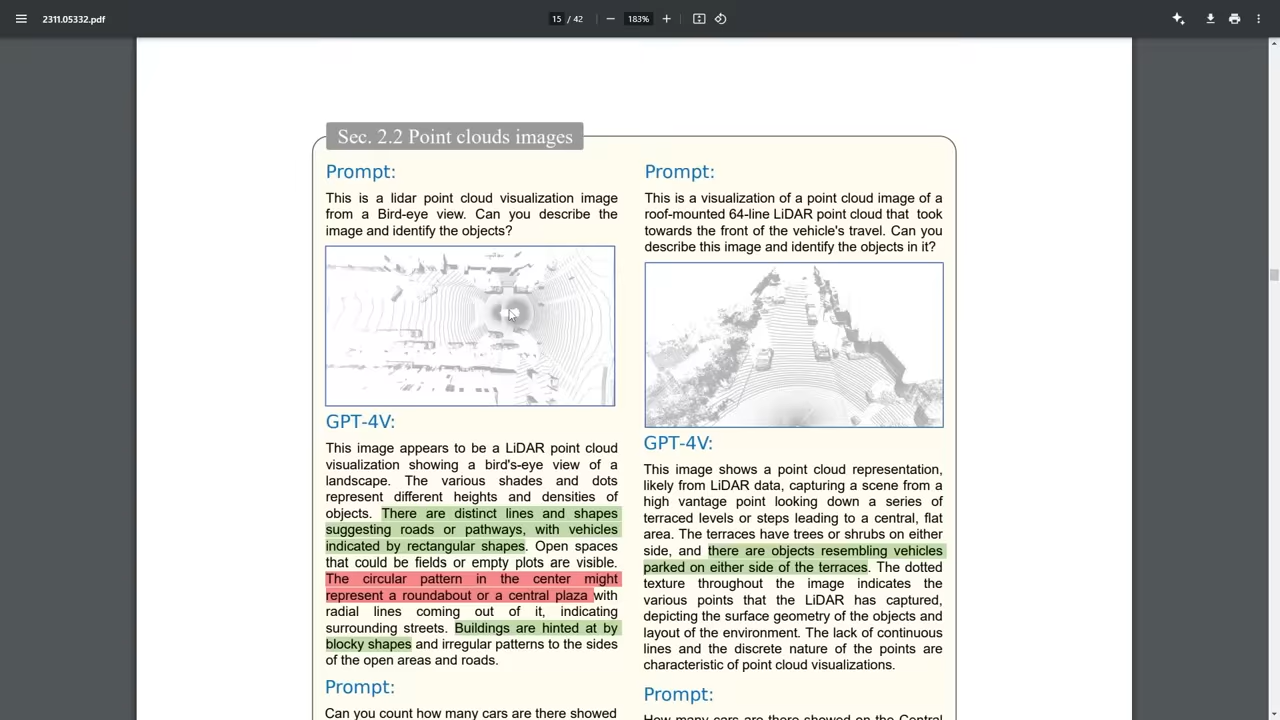 2311.05332.pdf
15 / 42
183%
Sec. 2.2 Point clouds images
Prompt:
This is a lidar point cloud visualization image
from a Bird-eye view. Can you describe the
image and identify the objects?
GPT-4V:
This image appears to be a LiDAR point cloud
visualization showing a bird's-eye view of a
landscape. The various shades and dots
represent different heights and densities of
objects. There are distinct lines and shapes
suggesting roads or pathways, with vehicles
indicated by rectangular shapes. Open spaces
that could be fields or empty plots are visible.
The circular pattern in the center might
represent a roundabout or a central plaza with
radial lines coming out of it, indicating
surrounding streets. Buildings are hinted at by
blocky shapes and irregular patterns to the sides
of the open areas and roads.
Prompt:
Can you count how many cars are there showed
Prompt:
This is a visualization of a point cloud image of a
roof-mounted 64-line LiDAR point cloud that took
towards the front of the vehicle's travel. Can you
describe this image and identify the objects in it?
GPT-4V:
This image shows a point cloud representation,
likely from LiDAR data, capturing a scene from a
high vantage point looking down a series of
terraced levels or steps leading to a central, flat
area. The terraces have trees or shrubs on either
side, and there are objects resembling vehicles
parked on either side of the terraces. The dotted
texture throughout the image indicates the
various points that the LiDAR has captured,
depicting the surface geometry of the objects and
layout of the environment. The lack of continuous
lines and the discrete nature of the points are
characteristic of point cloud visualizations.
Prompt:
How many cars are there showed on the Central